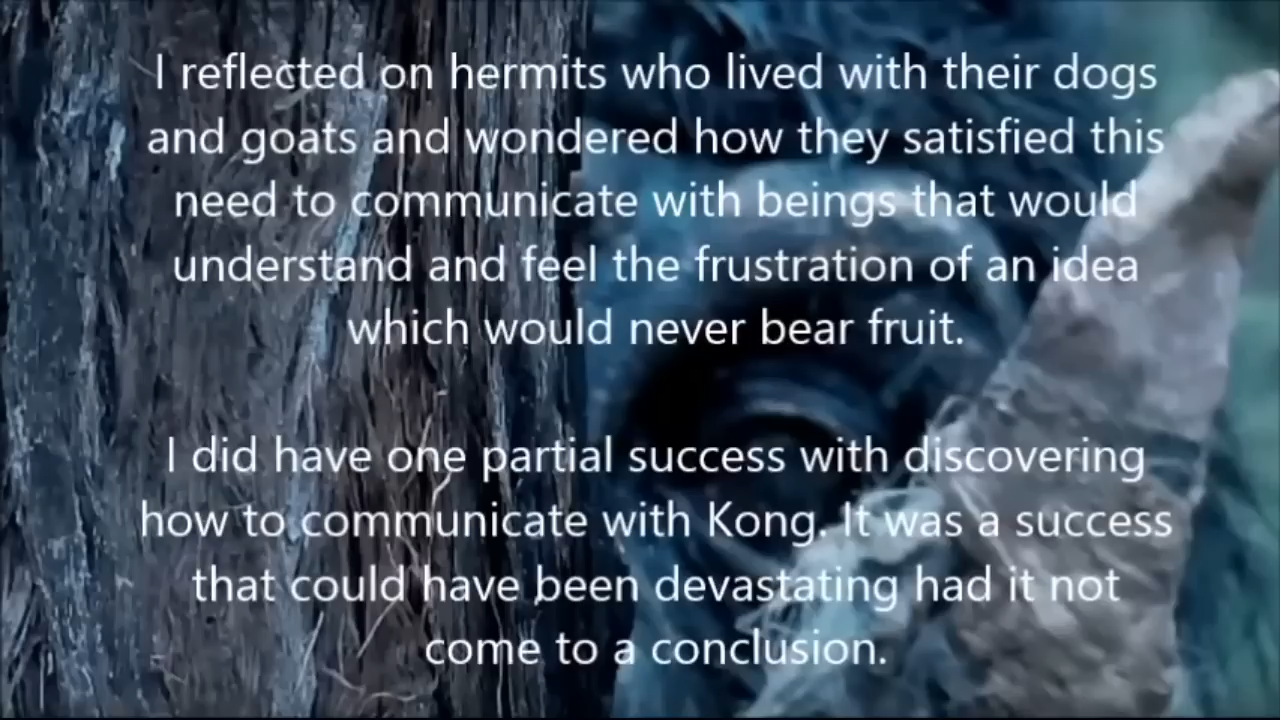 I reflected on hermits who lived with their dogs
and goats and wondered how they satisfied this
need to communicate with beings that would
understand and feel the frustration of an idea
which would never bear fruit.
I did have one partial success with discovering
how to communicate with Kong. It was a success
that could have been devastating had it not
come to a conclusion.